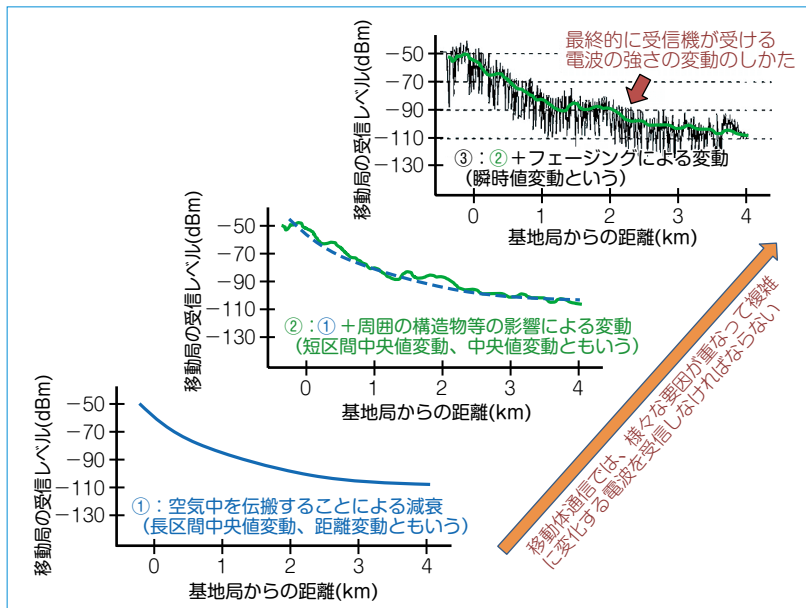 最終的に受信機が受ける
電波の強さの変動のしかた
移動局の受信レベル(dBm)
−50
−70
−90
−110
−130
③：②＋フェージングによる変動
（瞬時値変動という）
0 1 2 3 4
基地局からの距離(km)
移動局の受信レベル(dBm)
−50
−70
−90
−110
−130
②：①＋周囲の構造物等の影響による変動
（短区間中央値変動、中央値変動ともいう）
0 1 2 3 4
基地局からの距離(km)
移動局の受信レベル(dBm)
−50
−70
−90
−110
−130
①：空気中を伝搬することによる減衰
（長区間中央値変動、距離変動ともいう）
0 1 2 3 4
基地局からの距離(km)
移動体通信では、様々な要因が重なって複雑
に変化する電波を受信しなければならない